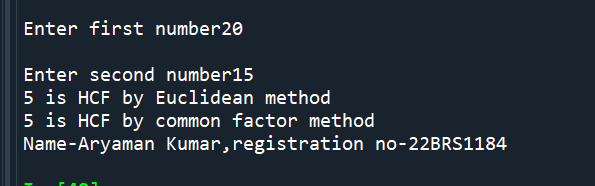 Enter first number20
Enter second number15
5 is HCF by Euclidean method
5 is HCF by common factor method
Name-Aryaman Kumar,registration no-22BRS1184